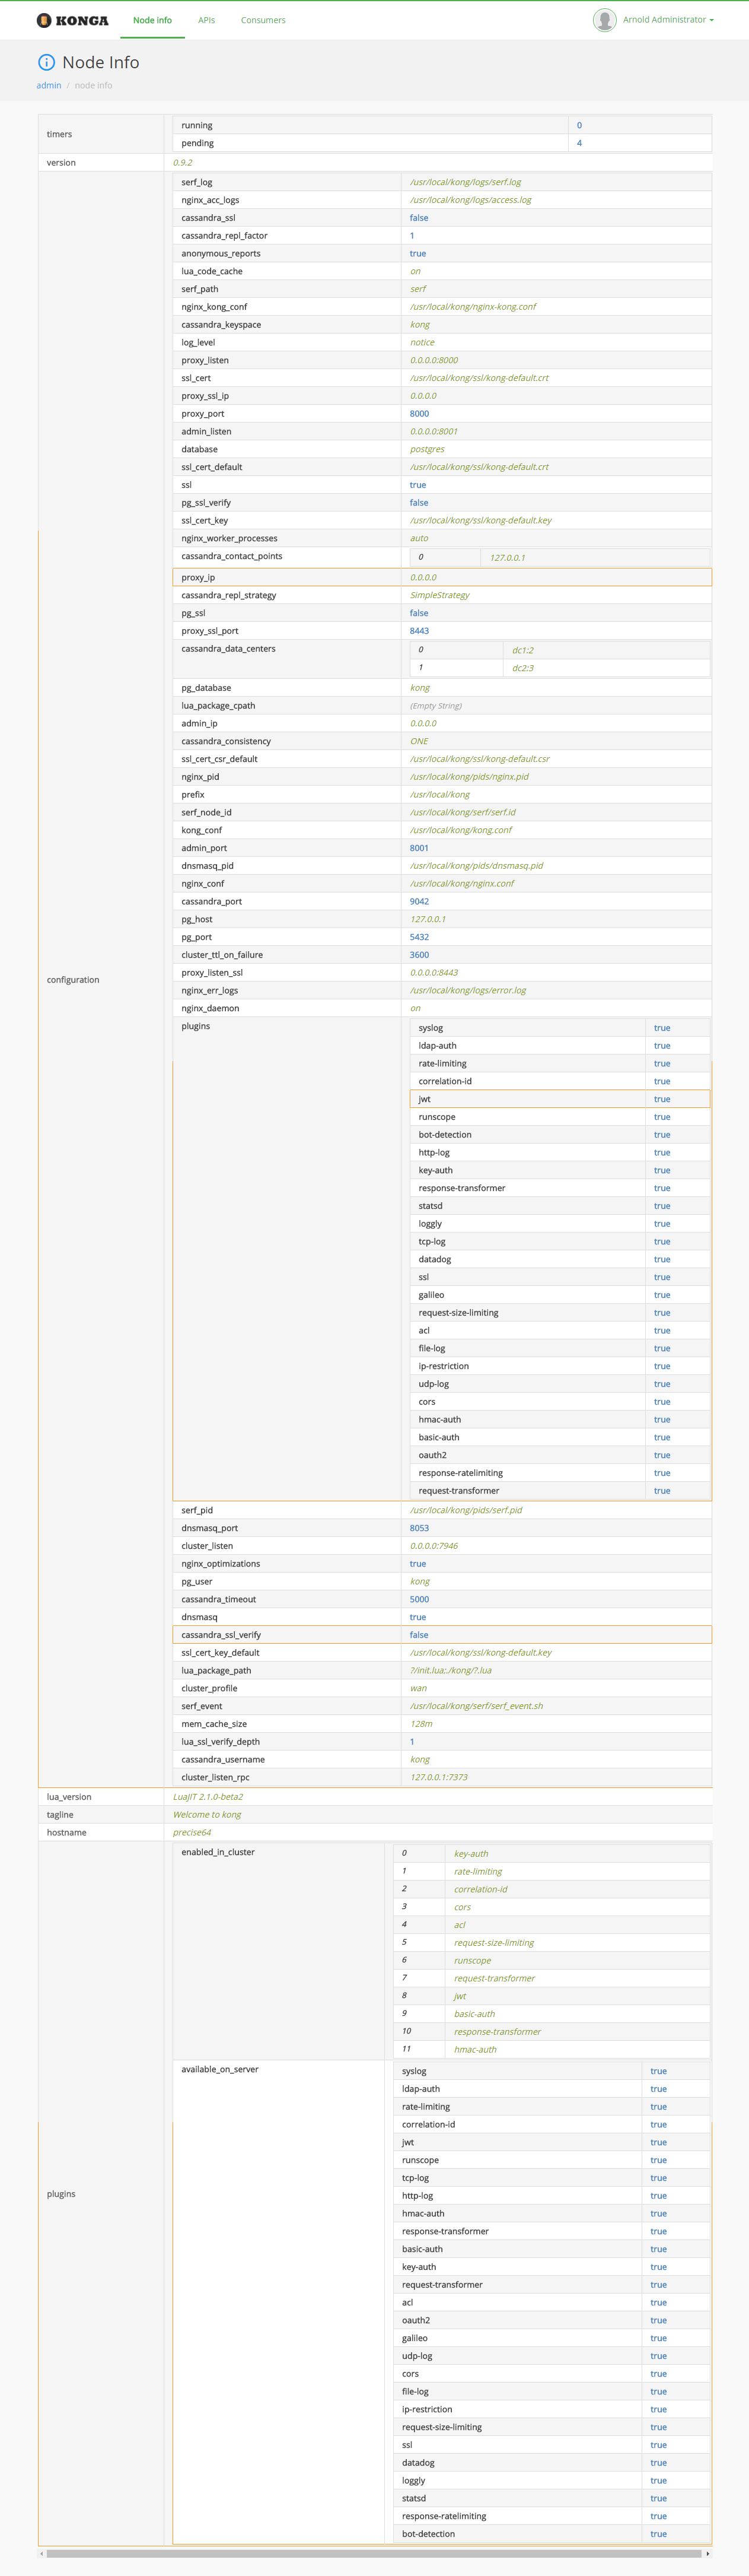 KONGA Node info APIs Consumers Arnold Administrator
Node Info
admin / node info
timers
running 0
pending 4
version 0.9.2
configuration
serf_log /usr/local/kong/logs/serf.log
nginx_acc_logs /usr/local/kong/logs/access.log
cassandra_ssl false
cassandra_repl_factor 1
anonymous_reports true
lua_code_cache on
serf_path serf
nginx_kong_conf /usr/local/kong/nginx-kong.conf
cassandra_keyspace kong
log_level notice
proxy_listen 0.0.0.0:8000
ssl_cert /usr/local/kong/ssl/kong-default.crt
proxy_ssl_ip 0.0.0.0
proxy_port 8000
admin_listen 0.0.0.0:8001
database postgres
ssl_cert_default /usr/local/kong/ssl/kong-default.crt
ssl true
pg_ssl_verify false
ssl_cert_key /usr/local/kong/ssl/kong-default.key
nginx_worker_processes auto
cassandra_contact_points 0 127.0.0.1
proxy_ip 0.0.0.0
cassandra_repl_strategy SimpleStrategy
pg_ssl false
proxy_ssl_port 8443
cassandra_data_centers 0 dc1:2
1 dc2:3
pg_database kong
lua_package_cpath (Empty String)
admin_ip 0.0.0.0
cassandra_consistency ONE
ssl_cert_csr_default /usr/local/kong/ssl/kong-default.csr
nginx_pid /usr/local/kong/pids/nginx.pid
prefix /usr/local/kong
serf_node_id /usr/local/kong/serf/serf.id
kong_conf /usr/local/kong/kong.conf
admin_port 8001
dnsmasq_pid /usr/local/kong/pids/dnsmasq.pid
nginx_conf /usr/local/kong/nginx.conf
cassandra_port 9042
pg_host 127.0.0.1
pg_port 5432
cluster_ttl_on_failure 3600
proxy_listen_ssl 0.0.0.0:8443
nginx_err_logs /usr/local/kong/logs/error.log
nginx_daemon on
plugins
syslog true
ldap-auth true
rate-limiting true
correlation-id true
jwt true
runscope true
bot-detection true
http-log true
key-auth true
response-transformer true
statsd true
loggly true
tcp-log true
datadog true
ssl true
galileo true
request-size-limiting true
acl true
file-log true
ip-restriction true
udp-log true
cors true
hmac-auth true
basic-auth true
oauth2 true
response-ratelimiting true
request-transformer true
serf_pid /usr/local/kong/pids/serf.pid
dnsmasq_port 8053
cluster_listen 0.0.0.0:7946
nginx_optimizations true
pg_user kong
cassandra_timeout 5000
dnsmasq true
cassandra_ssl_verify false
ssl_cert_key_default /usr/local/kong/ssl/kong-default.key
lua_package_path ?/init.lua;./kong/?.lua
cluster_profile wan
serf_event /usr/local/kong/serf/serf_event.sh
mem_cache_size 128m
lua_ssl_verify_depth 1
cassandra_username kong
cluster_listen_rpc 127.0.0.1:7373
lua_version LuaJIT 2.1.0-beta2
tagline Welcome to kong
hostname precise64
plugins
enabled_in_cluster
0 key-auth
1 rate-limiting
2 correlation-id
3 cors
4 acl
5 request-size-limiting
6 runscope
7 request-transformer
8 jwt
9 basic-auth
10 response-transformer
11 hmac-auth
available_on_server
syslog true
ldap-auth true
rate-limiting true
correlation-id true
jwt true
runscope true
tcp-log true
http-log true
hmac-auth true
response-transformer true
basic-auth true
key-auth true
request-transformer true
acl true
oauth2 true
galileo true
udp-log true
cors true
file-log true
ip-restriction true
request-size-limiting true
ssl true
datadog true
loggly true
statsd true
response-ratelimiting true
bot-detection true